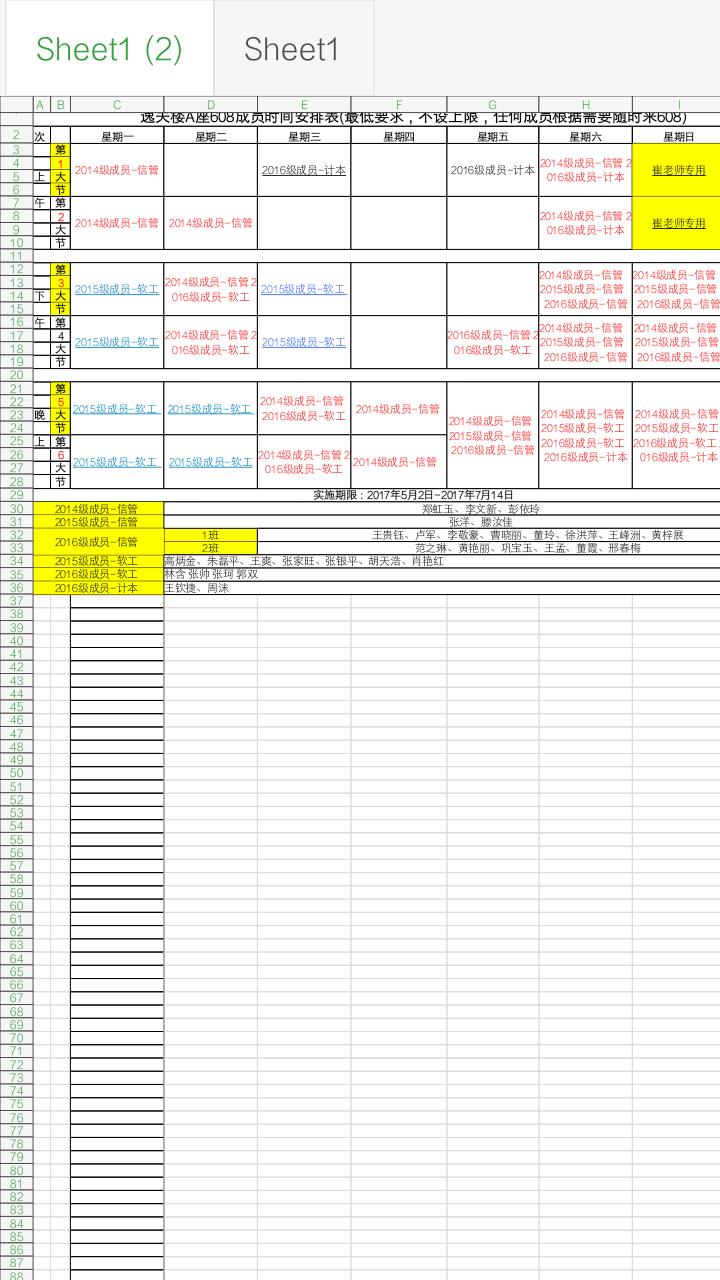 Sheet1 (2) Sheet1
A B C D E F G H I
逸夫楼A座608成员时间安排表(最低要求，不设上限，任何成员根据需要随时来608)
2 次 星期一 星期二 星期三 星期四 星期五 星期六 星期日
3 第
4 1 2014级成员-信管 2016级成员-计本 2016级成员-计本 2014级成员-信管 2 崔老师专用
5 上 大 016级成员-计本
6 节
7 午 第
8 2 2014级成员-信管 2014级成员-信管 2014级成员-信管 2 崔老师专用
9 大 016级成员-计本
10 节
11
12 第 2014级成员-信管 2014级成员-信管
13 3 2015级成员-软工 2014级成员-信管 2 2015级成员-软工 2015级成员-信管 2015级成员-软工
14 下 大 016级成员-软工 2016级成员-信管 2016级成员-信管
15 节
16 午 第 2014级成员-信管 2014级成员-信管
17 4 2015级成员-软工 2014级成员-信管 2 2015级成员-软工 2016级成员-信管 2 2015级成员-信管 2015级成员-软工
18 大 016级成员-软工 016级成员-软工 2016级成员-信管 2016级成员-信管
19 节
20
21 第
22 5 2015级成员-软工 2015级成员-软工 2014级成员-信管 2014级成员-信管 2014级成员-信管 2014级成员-信管 2014级成员-信管
23 晚 大 2016级成员-软工 2015级成员-信管 2015级成员-软工 2015级成员-软工
24 节 2016级成员-信管 2016级成员-软工 2016级成员-软工 2
25 上 第 2016级成员-计本 016级成员-计本
26 6 2015级成员-软工 2015级成员-软工 2014级成员-信管 2 2014级成员-信管
27 大 016级成员-软工
28 节
29 实施期限：2017年5月2日-2017年7月14日
30 2014级成员-信管 郑虹玉、李文新、彭依玲
31 2015级成员-信管 张洋、滕汝佳
32 2016级成员-信管 1班 王贵钰、卢军、李敬豪、曹晓丽、董玲、徐洪萍、王峰洲、黄梓展
33 2班 范之琳、黄艳丽、巩宝玉、王孟、董霞、邢春梅
34 2015级成员-软工 高炳金、朱磊平、王爽、张家旺、张银平、胡天浩、肖艳红
35 2016级成员-软工 林含 张帅 张珂 郭双
36 2016级成员-计本 王钦捷、周沫
37
38
39
40
41
42
43
44
45
46
47
48
49
50
51
52
53
54
55
56
57
58
59
60
61
62
63
64
65
66
67
68
69
70
71
72
73
74
75
76
77
78
79
80
81
82
83
84
85
86
87
88